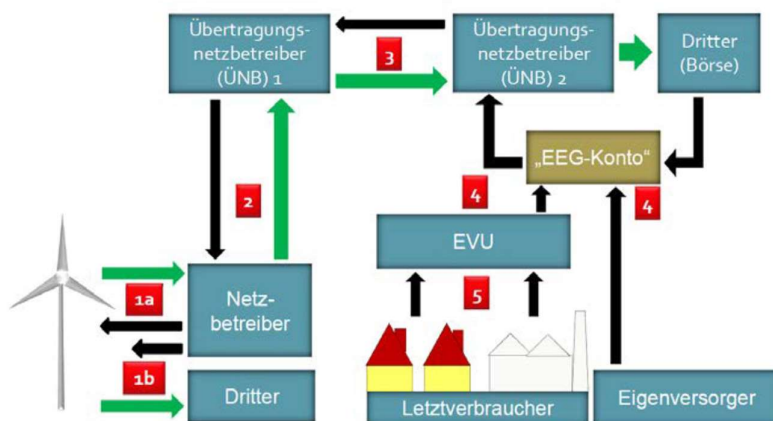 Übertragungs-
netzbetreiber
(ÜNB) 1
3
Übertragungs-
netzbetreiber
(ÜNB) 2
Dritter
(Börse)
„EEG-Konto“
2
4
4
EVU
1a
Netz-
betreiber
5
1b
Dritter
Letztverbraucher
Eigenversorger